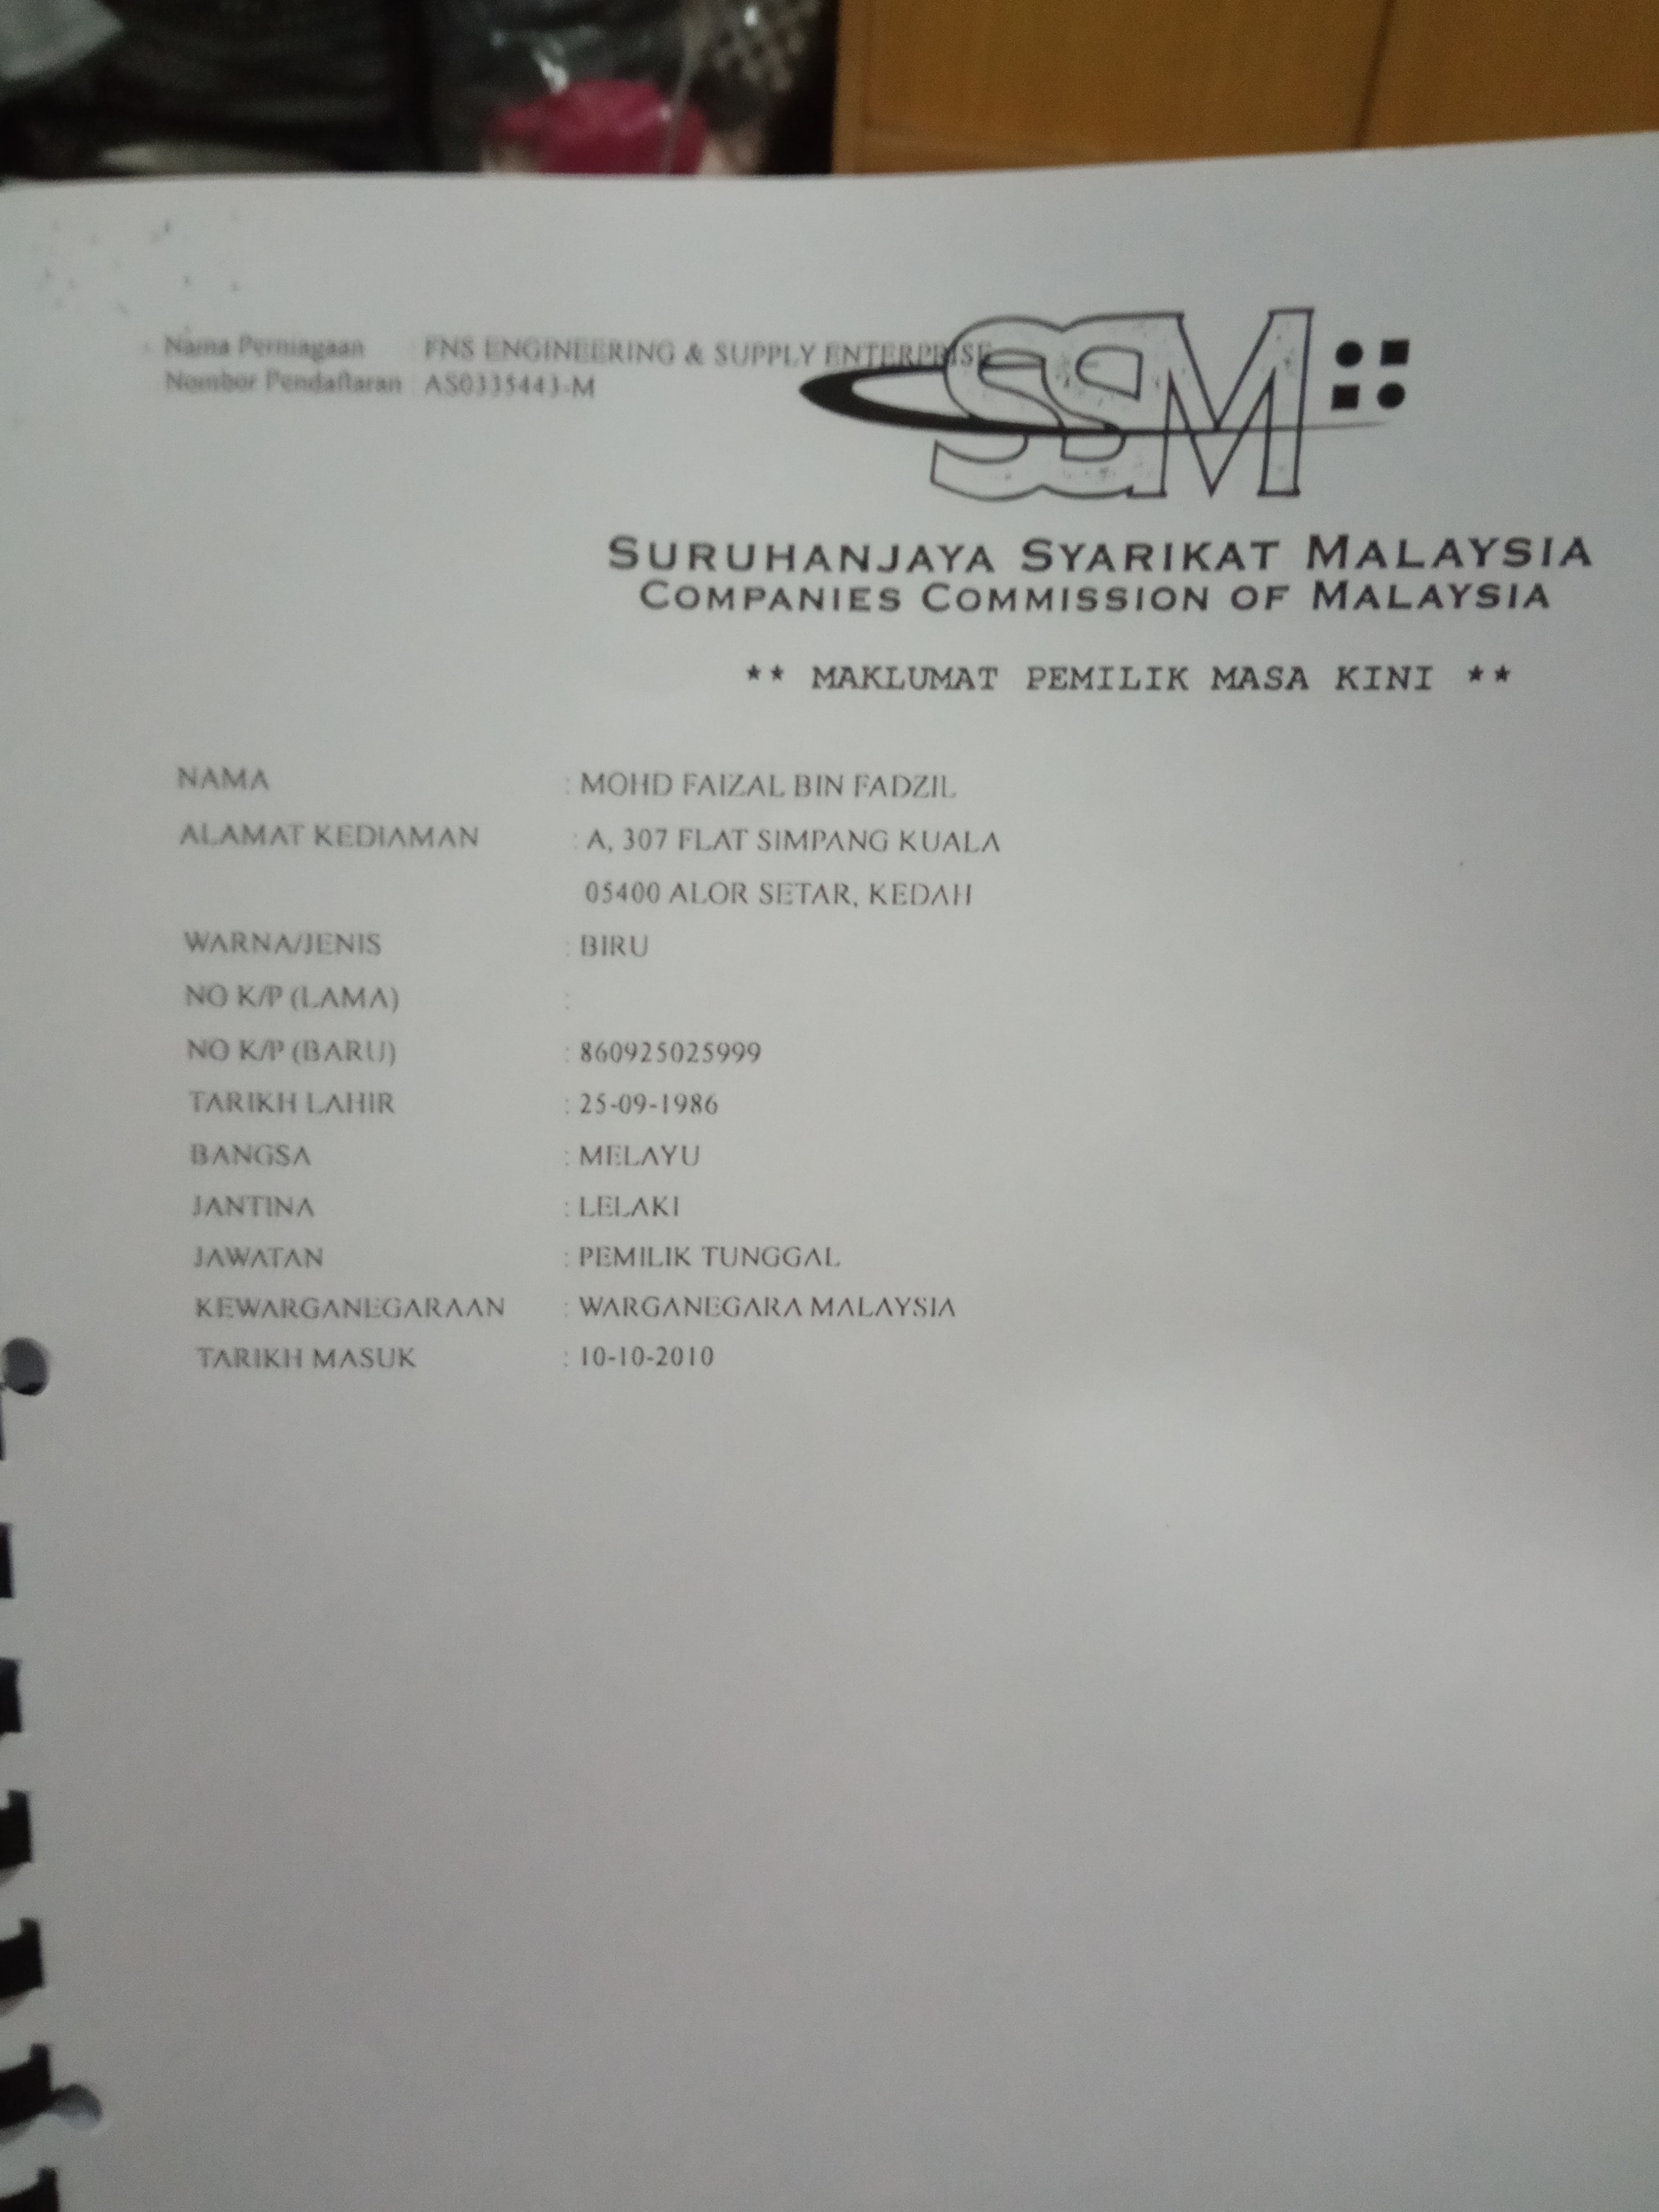 Nama Perniagaan : FNS ENGINEERING & SUPPLY ENTERPRISE
Nombor Pendaftaran : AS0335443-M
SSM
SURUHANJAYA SYARIKAT MALAYSIA
COMPANIES COMMISSION OF MALAYSIA
** MAKLUMAT PEMILIK MASA KINI **
NAMA : MOHD FAIZAL BIN FADZIL
ALAMAT KEDIAMAN : A, 307 FLAT SIMPANG KUALA
05400 ALOR SETAR, KEDAH
WARNA/JENIS : BIRU
NO K/P (LAMA) :
NO K/P (BARU) : 860925025999
TARIKH LAHIR : 25-09-1986
BANGSA : MELAYU
JANTINA : LELAKI
JAWATAN : PEMILIK TUNGGAL
KEWARGANEGARAAN : WARGANEGARA MALAYSIA
TARIKH MASUK : 10-10-2010